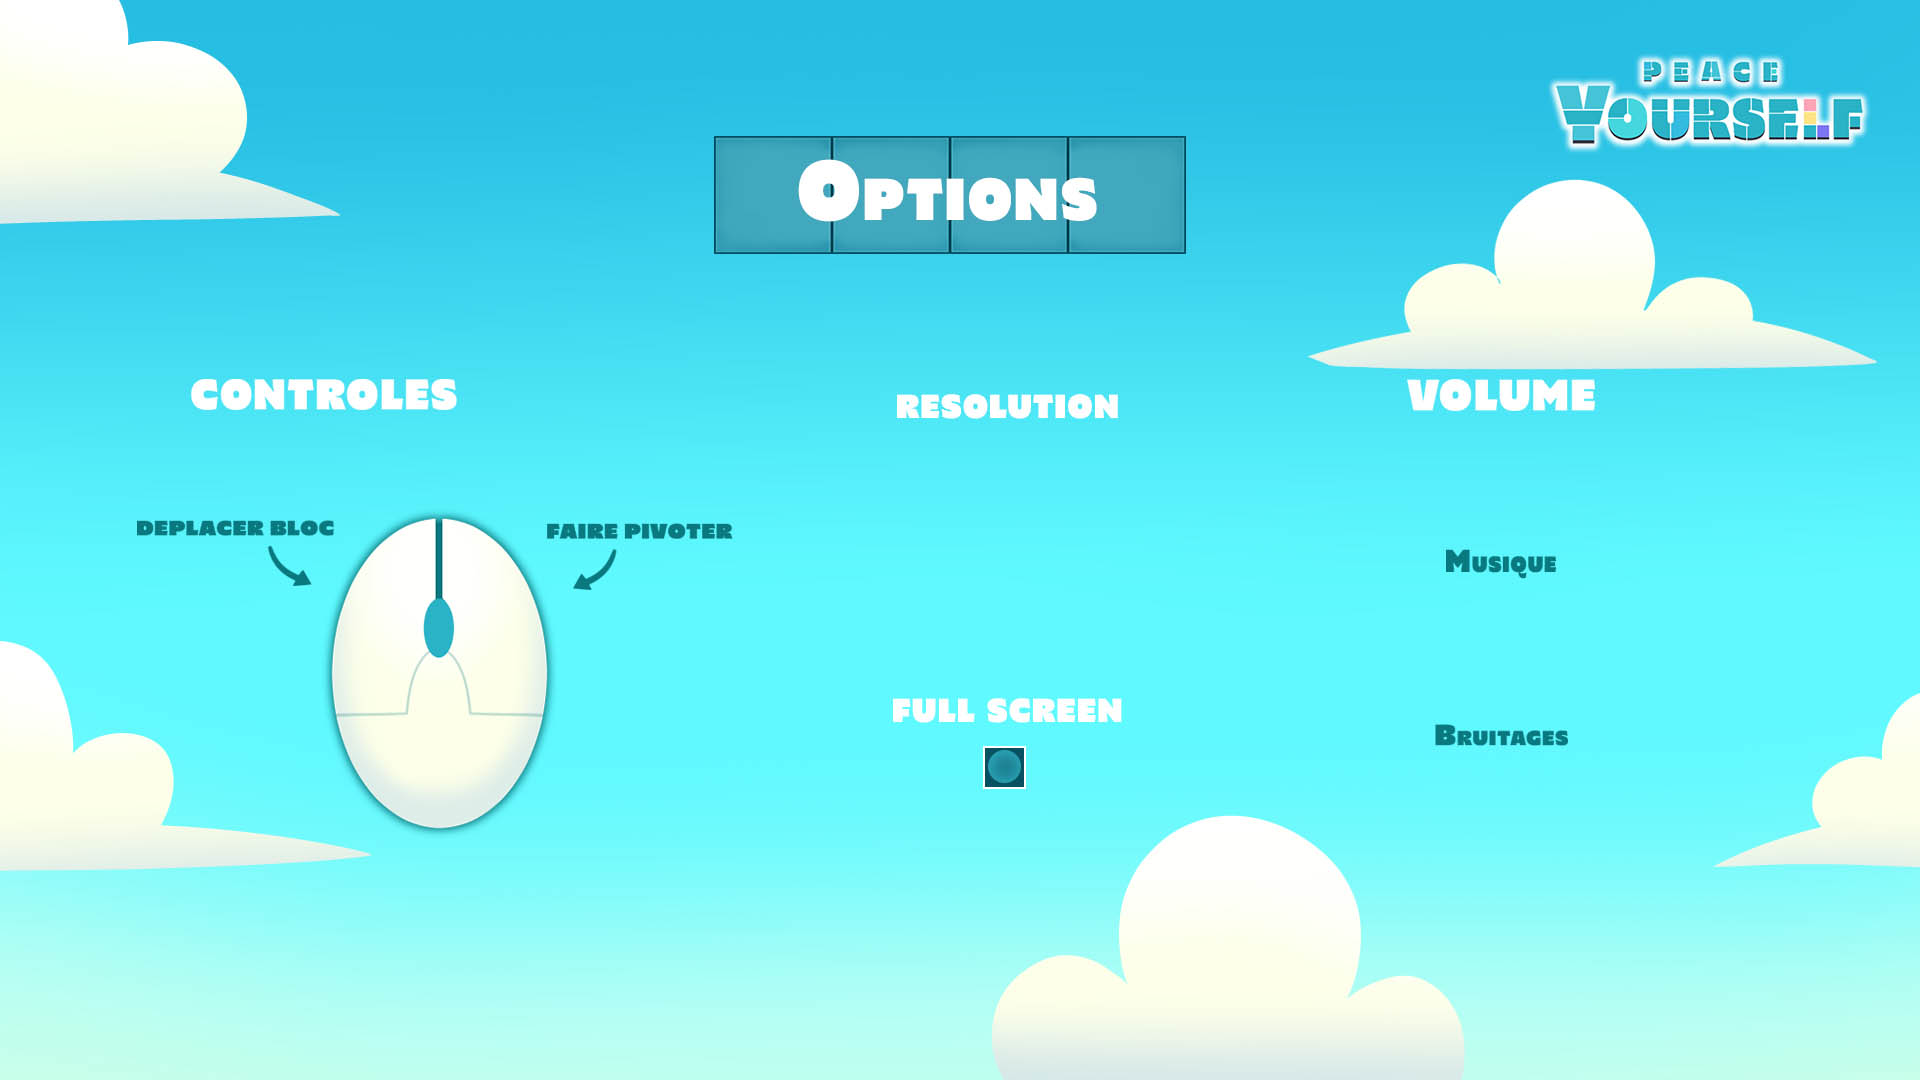 PEACE
YOURSELF
OPTIONS
CONTROLES
RESOLUTION
VOLUME
DEPLACER BLOC
FAIRE PIVOTER
MUSIQUE
FULL SCREEN
BRUITAGES